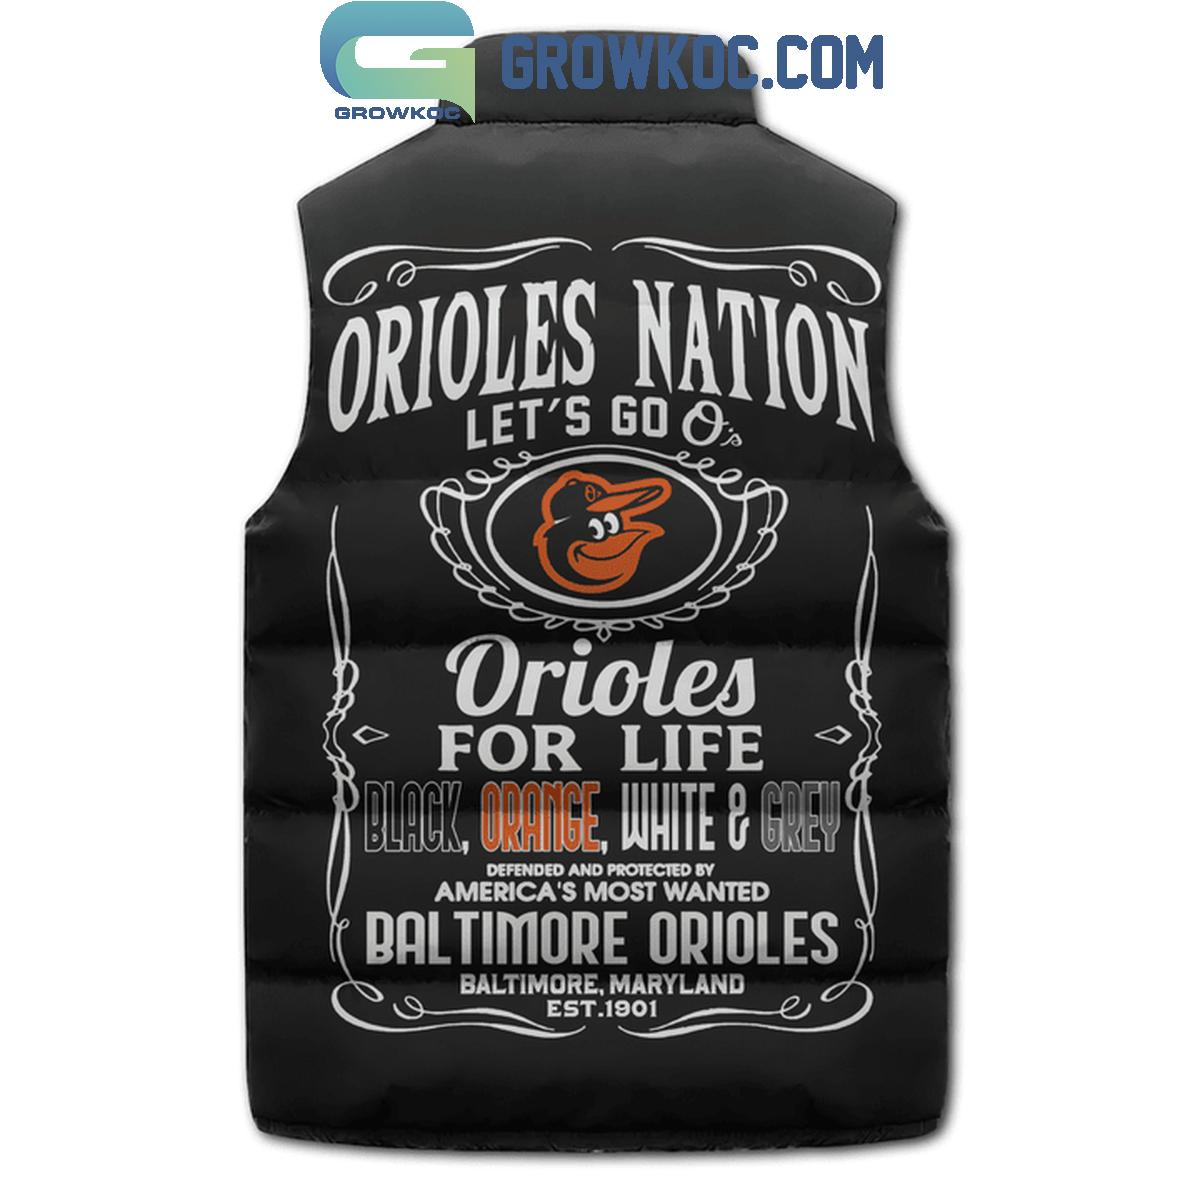 GROWKOC.COM
GROWKOC
ORIOLES NATION
LET'S GO O's
Orioles
FOR LIFE
BLACK, ORANGE, WHITE & GREY
DEFENDED AND PROTECTED BY
AMERICA'S MOST WANTED
BALTIMORE ORIOLES
BALTIMORE, MARYLAND
EST.1901